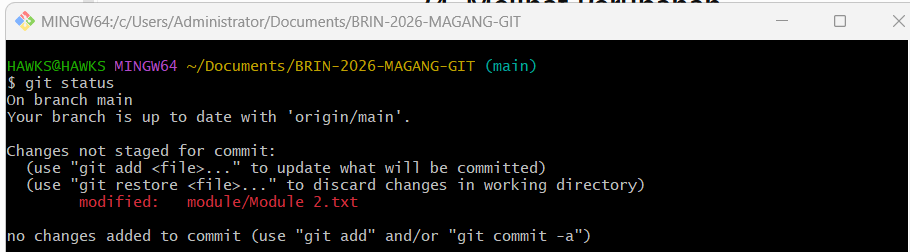 MINGW64:/c/Users/Administrator/Documents/BRIN-2026-MAGANG-GIT
HAWKS@HAWKS MINGW64 ~/Documents/BRIN-2026-MAGANG-GIT (main)
$ git status
On branch main
Your branch is up to date with 'origin/main'.
Changes not staged for commit:
  (use "git add <file>..." to update what will be committed)
  (use "git restore <file>..." to discard changes in working directory)
        modified:   module/Module 2.txt
no changes added to commit (use "git add" and/or "git commit -a")